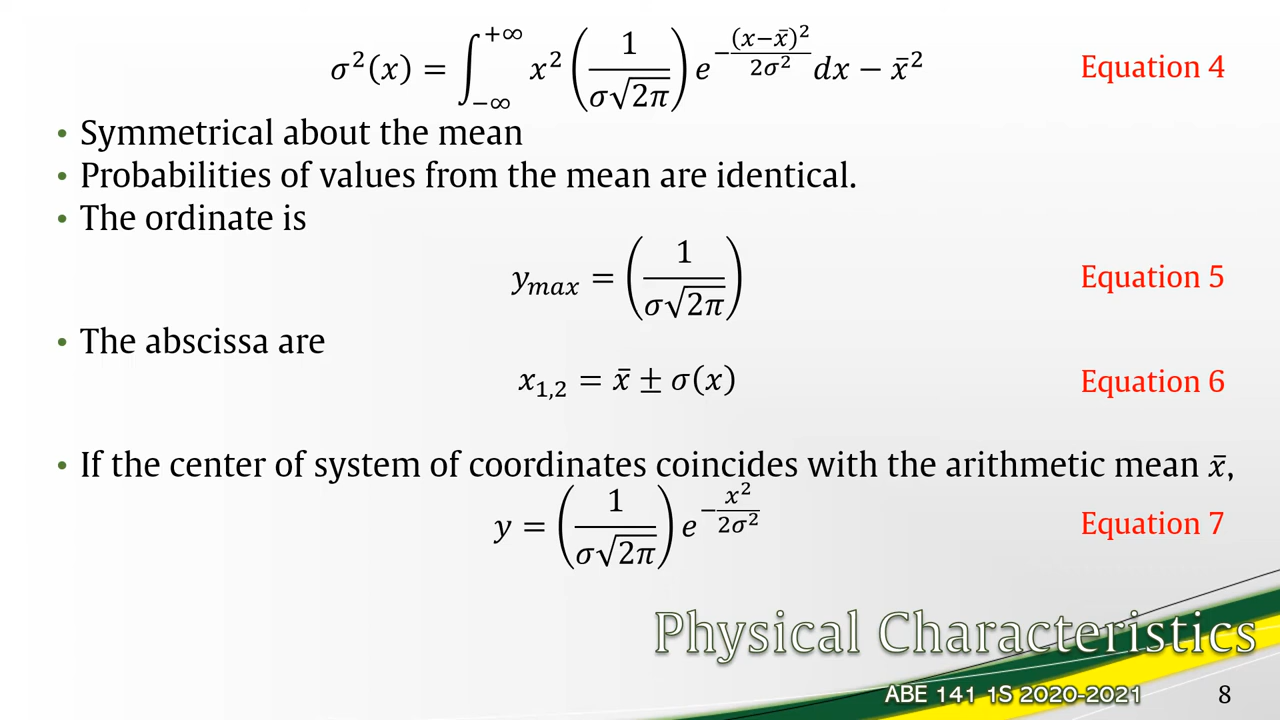 σ²(x) = ∫_{-∞}^{+∞} x² (1/(σ√(2π))) e^{-(x-x̄)²/(2σ²)} dx − x̄² Equation 4
• Symmetrical about the mean
• Probabilities of values from the mean are identical.
• The ordinate is
y_{max} = (1/(σ√(2π))) Equation 5
• The abscissa are
x_{1,2} = x̄ ± σ(x) Equation 6
• If the center of system of coordinates coincides with the arithmetic mean x̄,
y = (1/(σ√(2π))) e^{-x²/(2σ²)} Equation 7
Physical Characteristics
ABE 141 1S 2020-2021 8